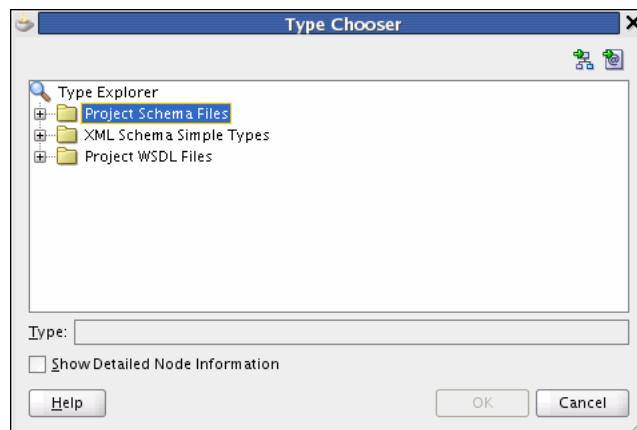 Type Chooser
Type Explorer
Project Schema Files
XML Schema Simple Types
Project WSDL Files
Type:
Show Detailed Node Information
Help
OK
Cancel